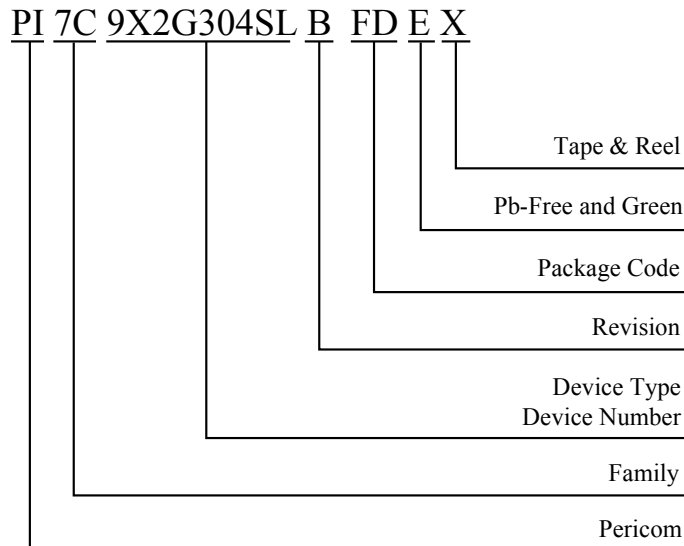 PI 7C 9X2G304SL B FD E X
Tape & Reel
Pb-Free and Green
Package Code
Revision
Device Type
Device Number
Family
Pericom